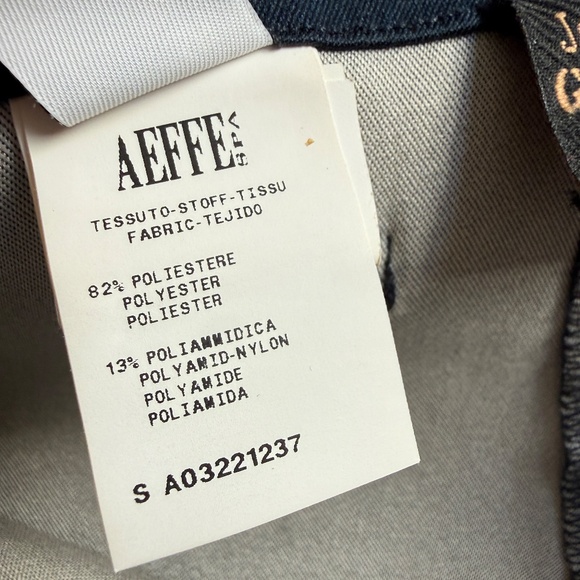 AEFFE SPA
TESSUTO-STOFF-TISSU
FABRIC-TEJIDO
82% POLIESTERE
POLYESTER
POLIESTER
13% POLIAMMIDICA
POLYAMID-NYLON
POLYAMIDE
POLIAMIDA
S A03221237